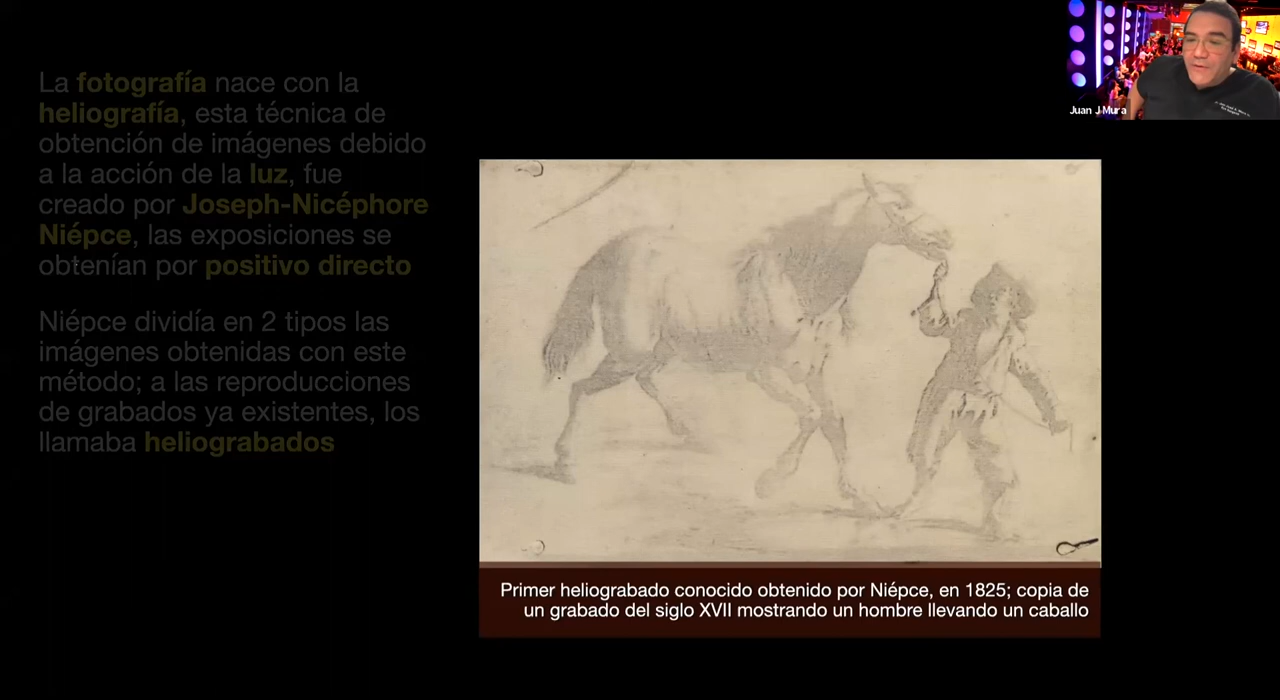 La fotografía nace con la
heliografía, esta técnica de
obtención de imágenes debido
a la acción de la luz, fue
creado por Joseph-Nicéphore
Niépce, las exposiciones se
obtenían por positivo directo
Niépce dividía en 2 tipos las
imágenes obtenidas con este
método; a las reproducciones
de grabados ya existentes, los
llamaba heliograbados
Juan J Mura
Primer heliograbado conocido obtenido por Niépce, en 1825; copia de
un grabado del siglo XVII mostrando un hombre llevando un caballo